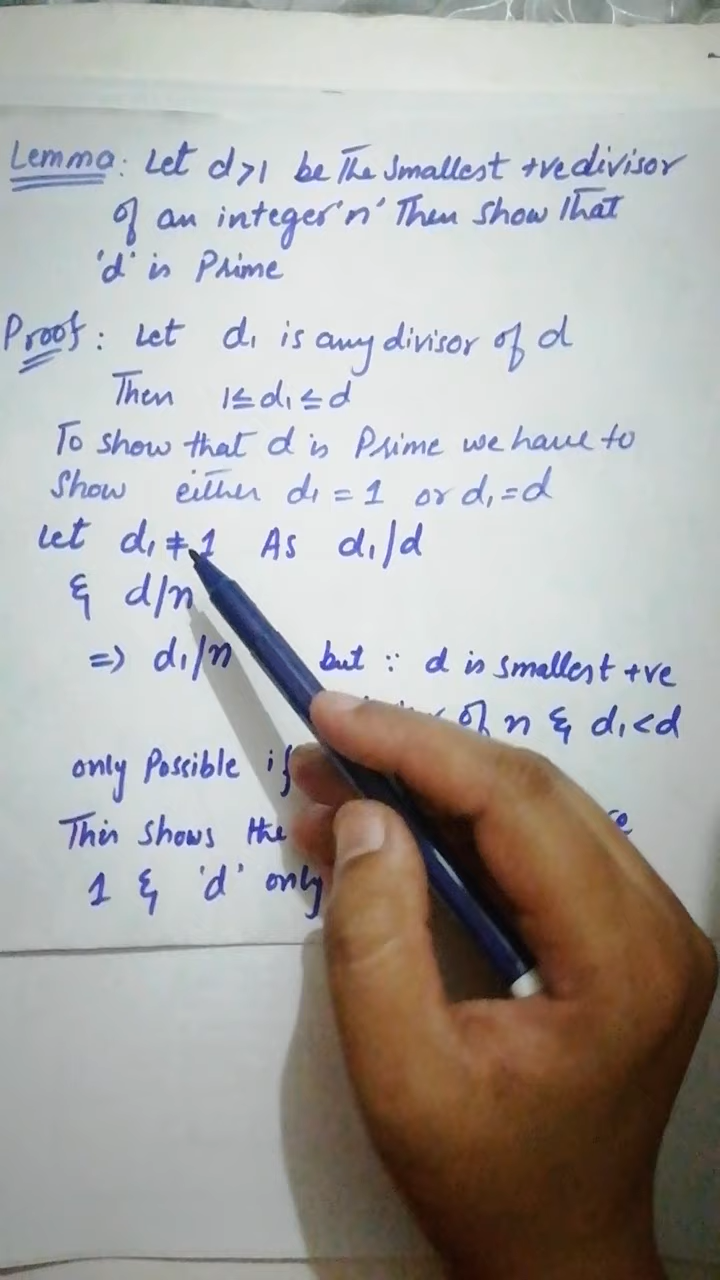 Lemma: Let d>1 be the smallest +ve divisor
of an integer 'n' Then show that
'd' is Prime
Proof: Let d₁ is any divisor of d
Then 1≤d₁≤d
To show that d is Prime we have to
show either d₁ = 1 or d₁ = d
Let d₁ ≠ 1 As d₁/d
& d/n
=> d₁/n but ∵ d is smallest +ve
of n & d₁<d
only Possible if
This shows the
1 & 'd' only